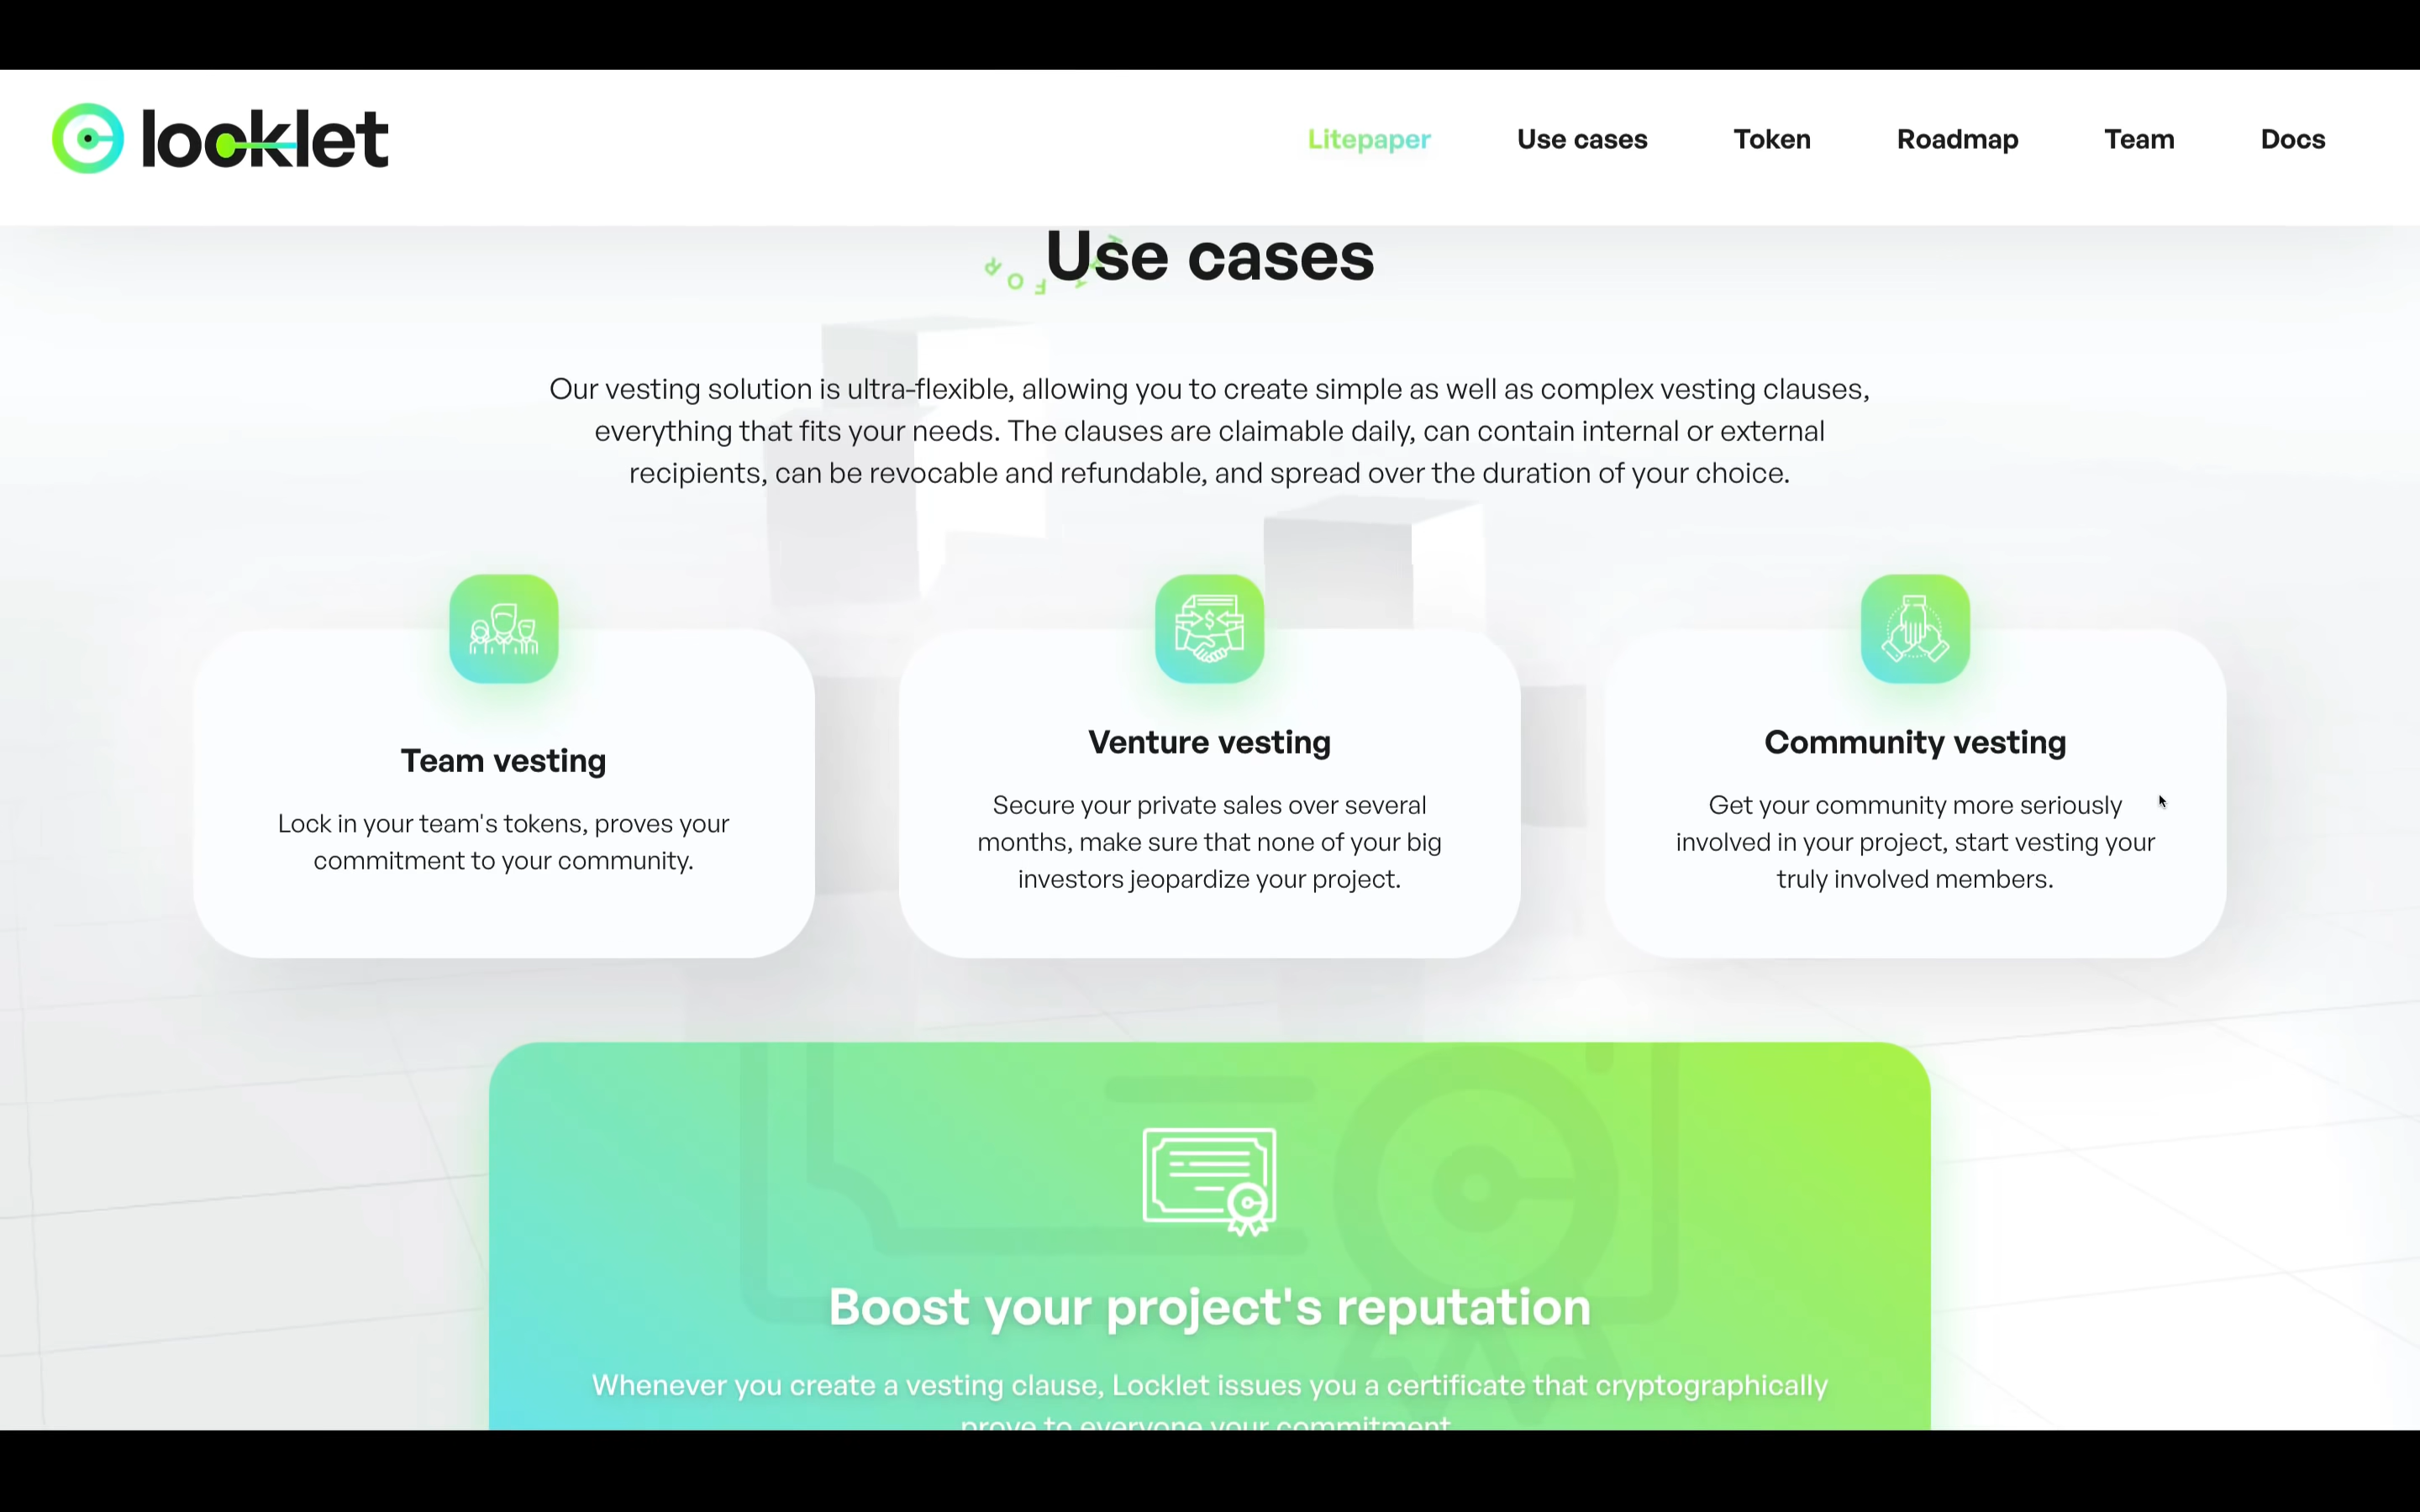 locklet
Litepaper
Use cases
Token
Roadmap
Team
Docs
Use cases
Our vesting solution is ultra-flexible, allowing you to create simple as well as complex vesting clauses,
everything that fits your needs. The clauses are claimable daily, can contain internal or external
recipients, can be revocable and refundable, and spread over the duration of your choice.
Team vesting
Lock in your team's tokens, proves your
commitment to your community.
Venture vesting
Secure your private sales over several
months, make sure that none of your big
investors jeopardize your project.
Community vesting
Get your community more seriously
involved in your project, start vesting your
truly involved members.
Boost your project's reputation
Whenever you create a vesting clause, Locklet issues you a certificate that cryptographically
prove to everyone your commitment